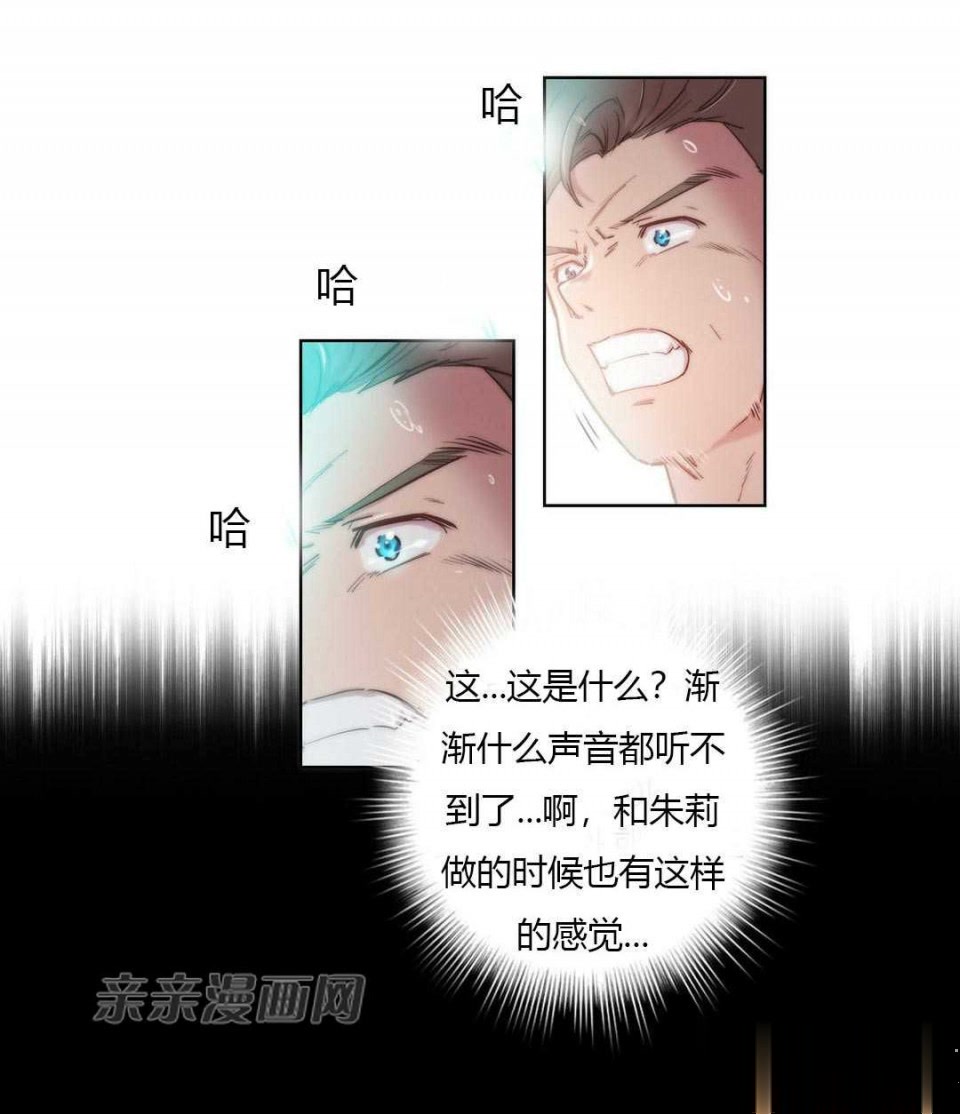 哈
哈
哈
这...这是什么？渐
渐什么声音都听不
到了...啊，和朱莉
做的时候也有这样
的感觉...
亲亲漫画网